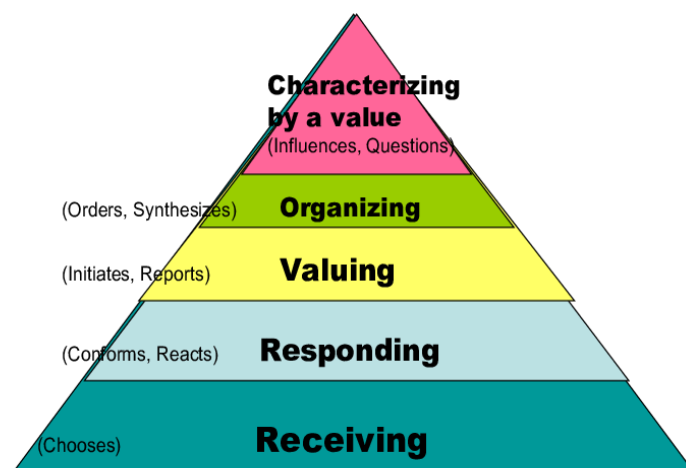 Characterizing
by a value
(Influences, Questions)
(Orders, Synthesizes) Organizing
(Initiates, Reports) Valuing
(Conforms, Reacts) Responding
(Chooses) Receiving